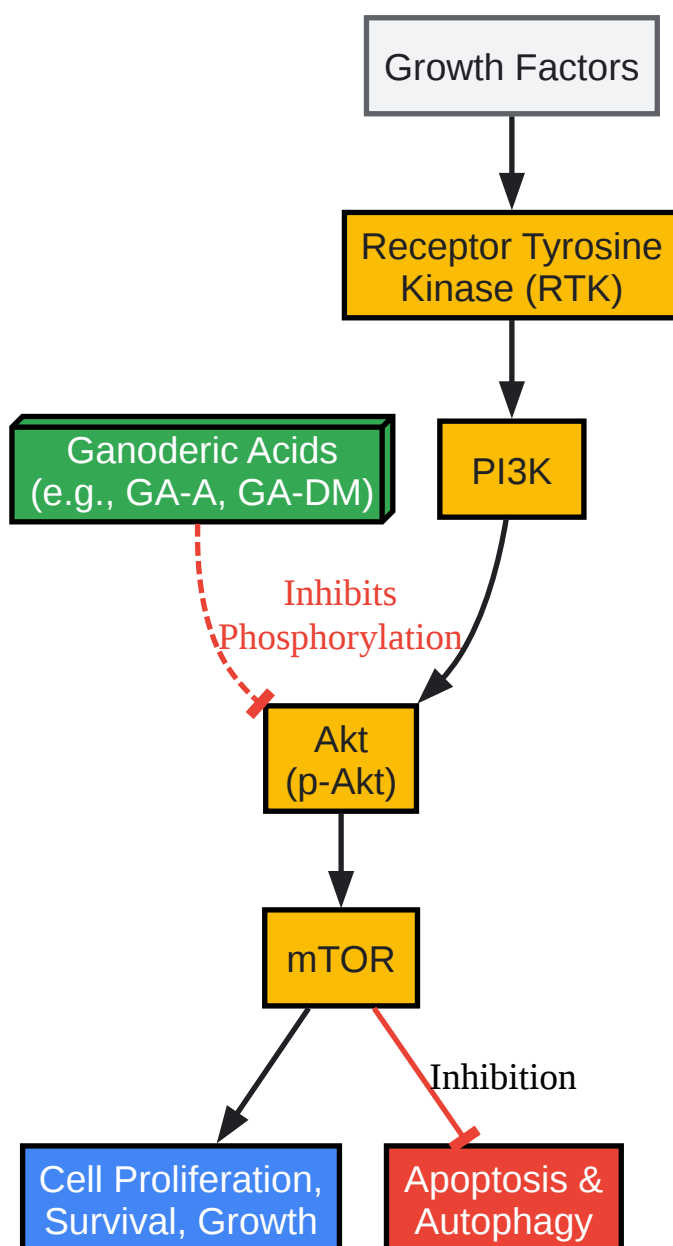 Growth Factors
Receptor Tyrosine
Kinase (RTK)
Ganoderic Acids
(e.g., GA-A, GA-DM)
PI3K
Inhibits
Phosphorylation
Akt
(p-Akt)
mTOR
Inhibition
Cell Proliferation,
Survival, Growth
Apoptosis &
Autophagy